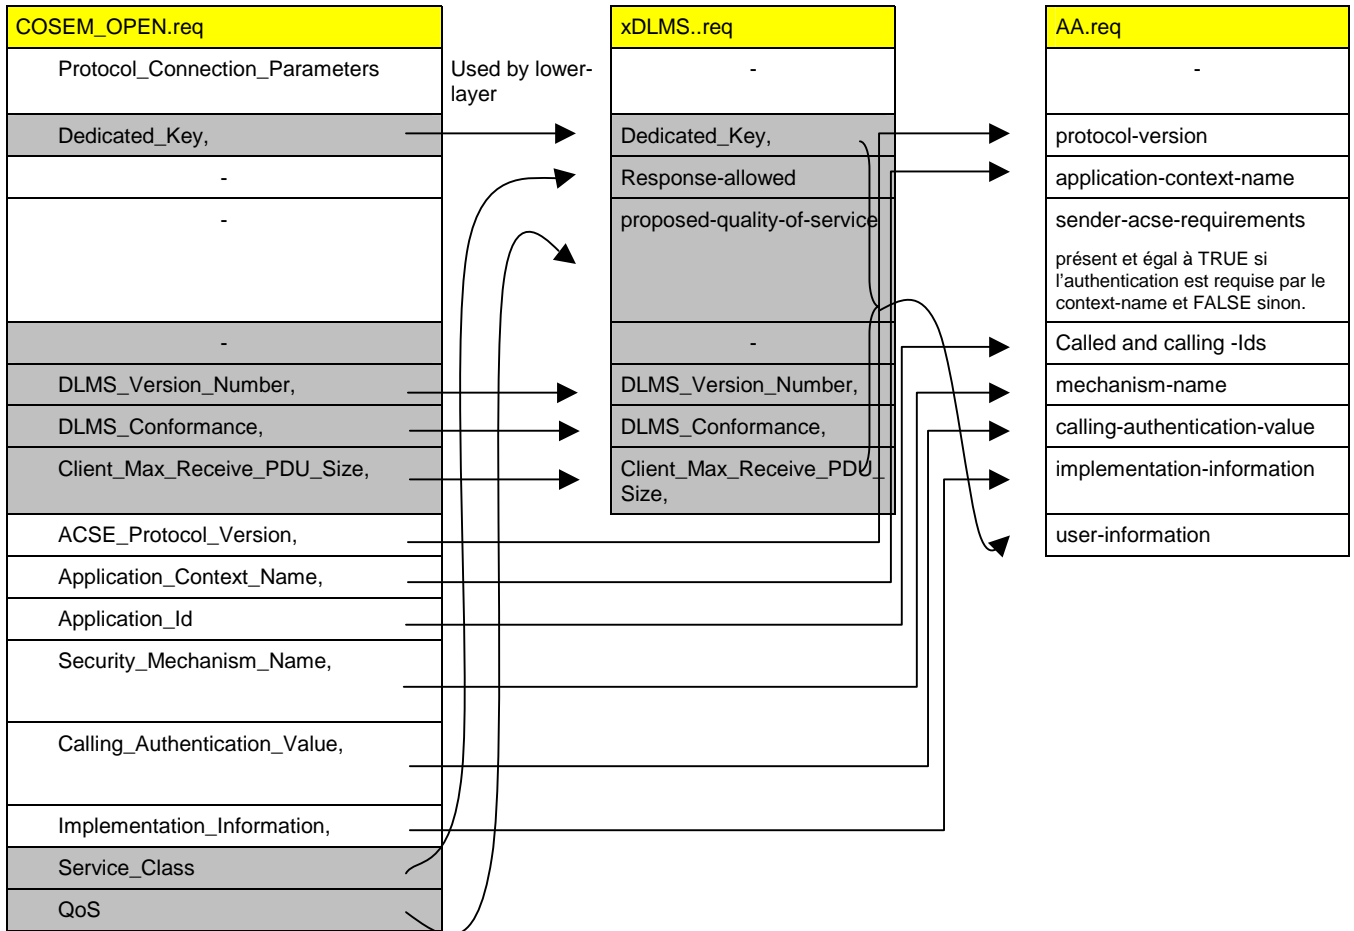 COSEM_OPEN.req
Protocol_Connection_Parameters
Dedicated_Key,
-
-
-
DLMS_Version_Number,
DLMS_Conformance,
Client_Max_Receive_PDU_Size,
ACSE_Protocol_Version,
Application_Context_Name,
Application_Id
Security_Mechanism_Name,
Calling_Authentication_Value,
Implementation_Information,
Service_Class
QoS
Used by lower-
layer
xDLMS..req
-
Dedicated_Key,
Response-allowed
proposed-quality-of-service
-
DLMS_Version_Number,
DLMS_Conformance,
Client_Max_Receive_PDU_
Size,
AA.req
-
protocol-version
application-context-name
sender-acse-requirements
présent et égal à TRUE si
l'authentication est requise par le
context-name et FALSE sinon.
Called and calling -Ids
mechanism-name
calling-authentication-value
implementation-information
user-information